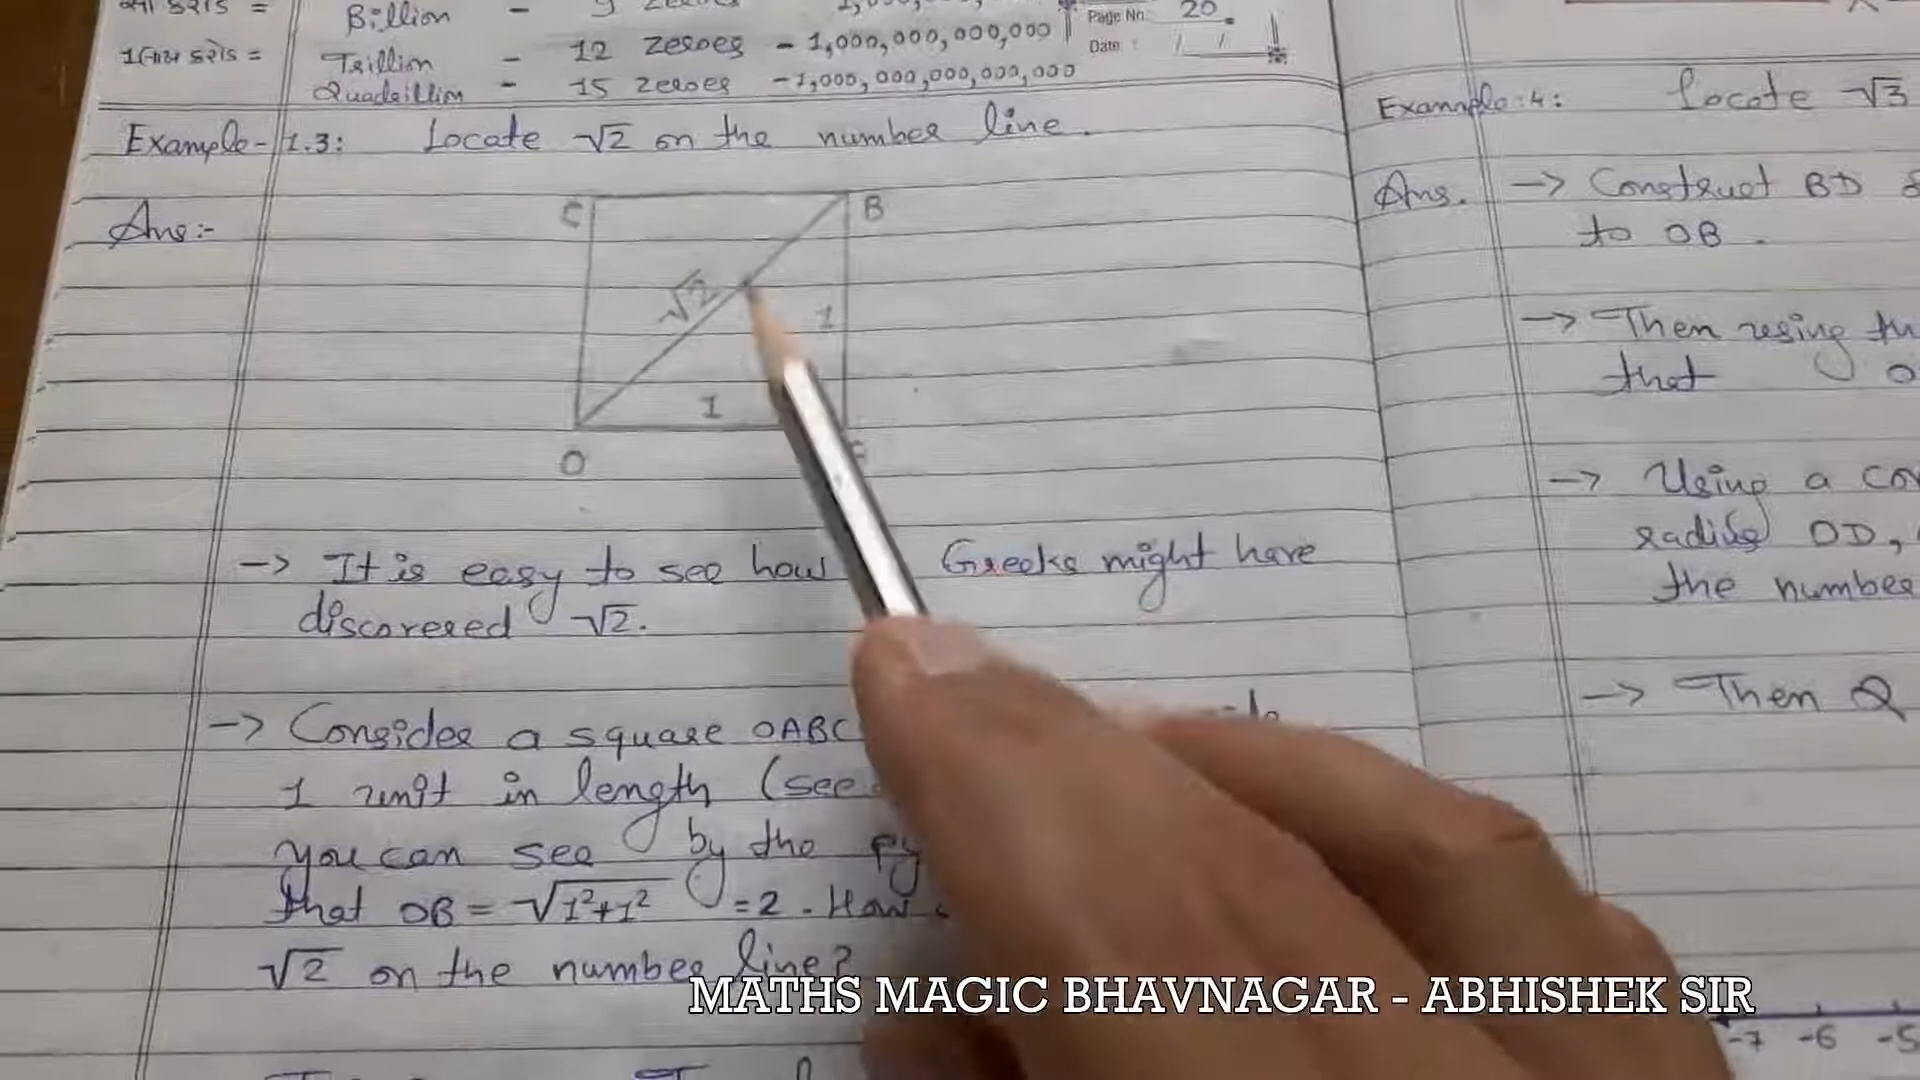 Billion - 9 zeroes
Page No. 20.
Date : / /
Trillion - 12 zeroes - 1,000,000,000,000
Quadrillion - 15 zeroes - 1,000,000,000,000,000
Example-1.3: Locate √2 on the number line.
Ans:-
C B
√2 1
1
O
-> It is easy to see how Greeks might have
discovered √2.
-> Consider a square OABC
1 unit in length (see
you can see by the
that OB = √1²+1² = 2. How
√2 on the number line?
Example:4: Locate √3
Ans. -> Construct BD
to OB.
-> Then using
that
-> Using a
radius OD,
the number
-> Then Q
-7 -6 -5
MATHS MAGIC BHAVNAGAR - ABHISHEK SIR